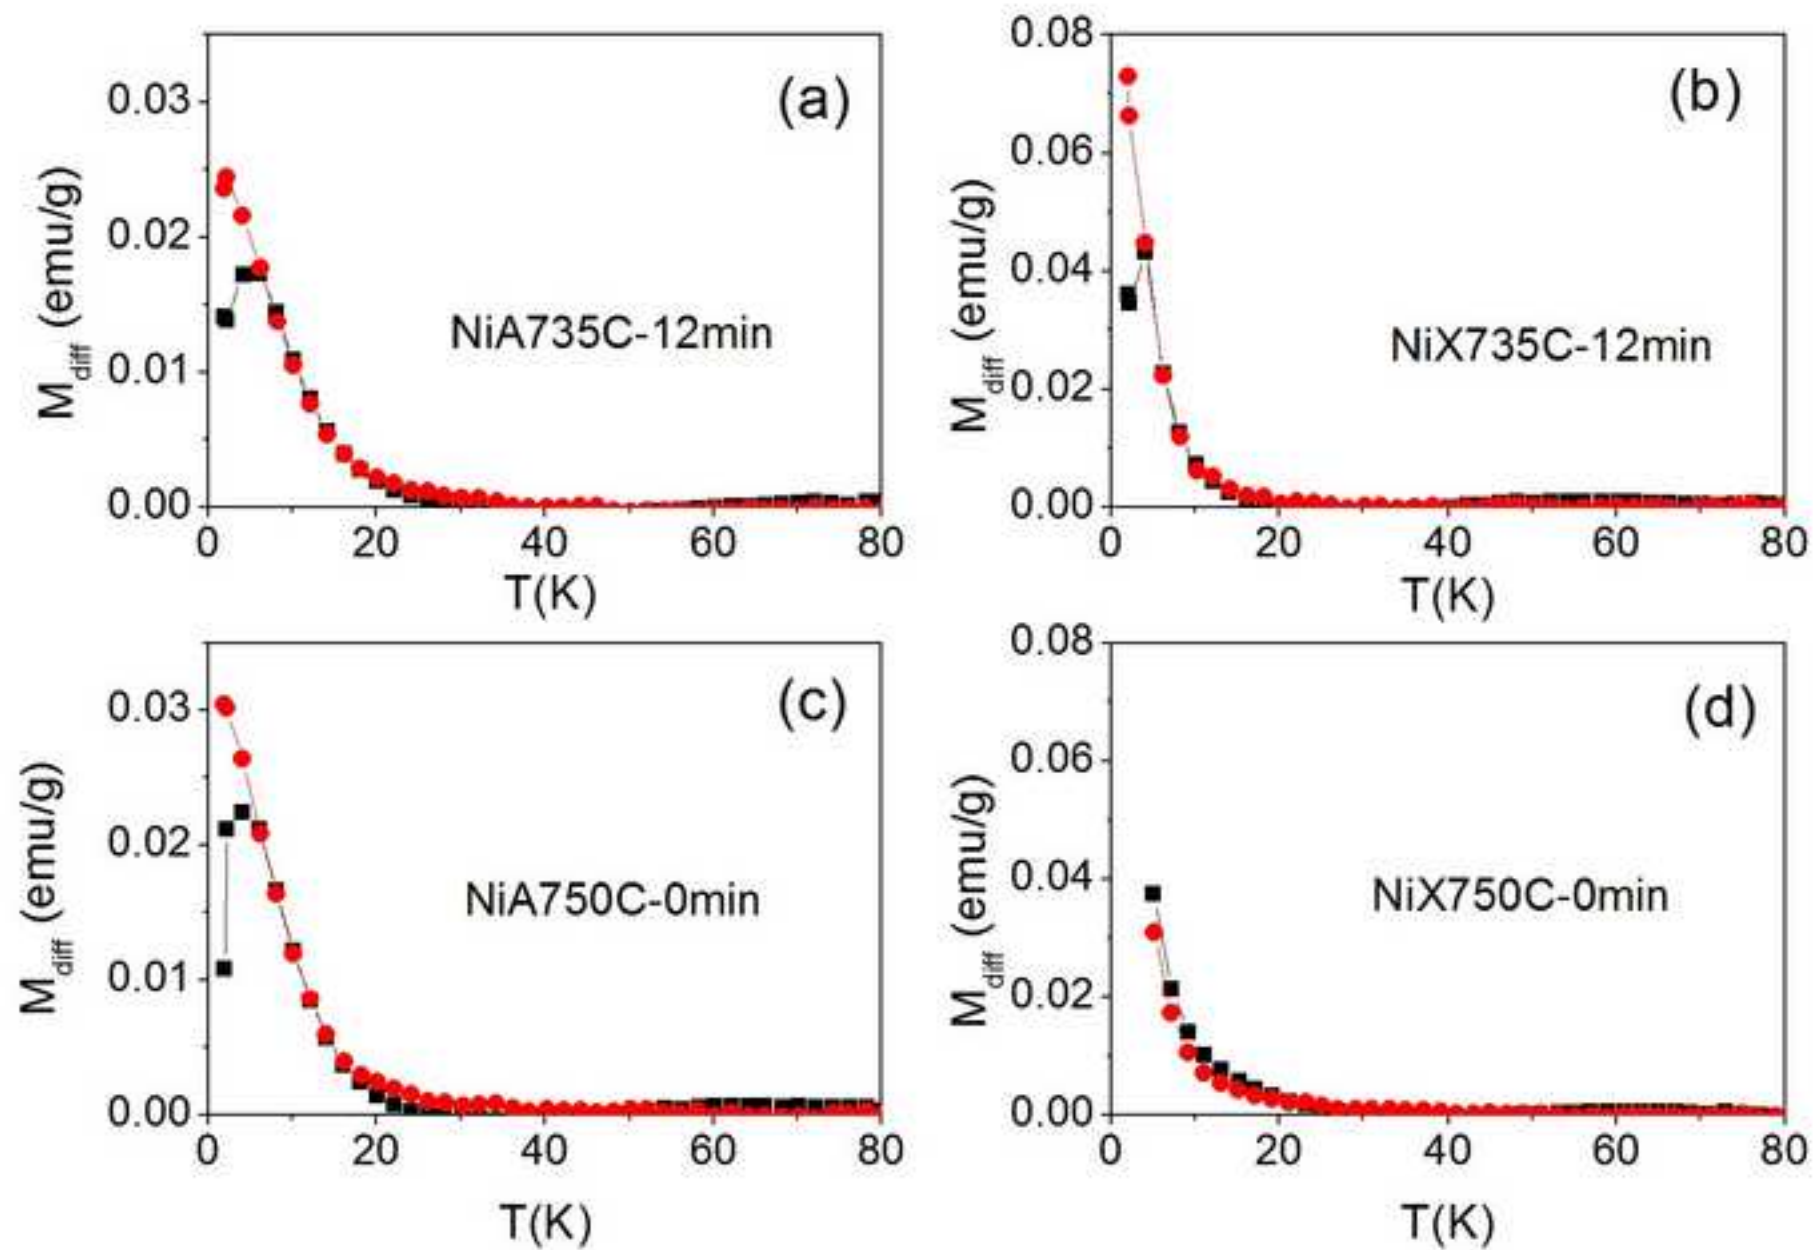 (a)
0.03
0.02
0.01
0.00
M_diff (emu/g)
NiA735C-12min
0 20 40 60 80
T(K)
(b)
0.08
0.06
0.04
0.02
0.00
M_diff (emu/g)
NiX735C-12min
0 20 40 60 80
T(K)
(c)
0.03
0.02
0.01
0.00
M_diff (emu/g)
NiA750C-0min
0 20 40 60 80
T(K)
(d)
0.08
0.06
0.04
0.02
0.00
M_diff (emu/g)
NiX750C-0min
0 20 40 60 80
T(K)